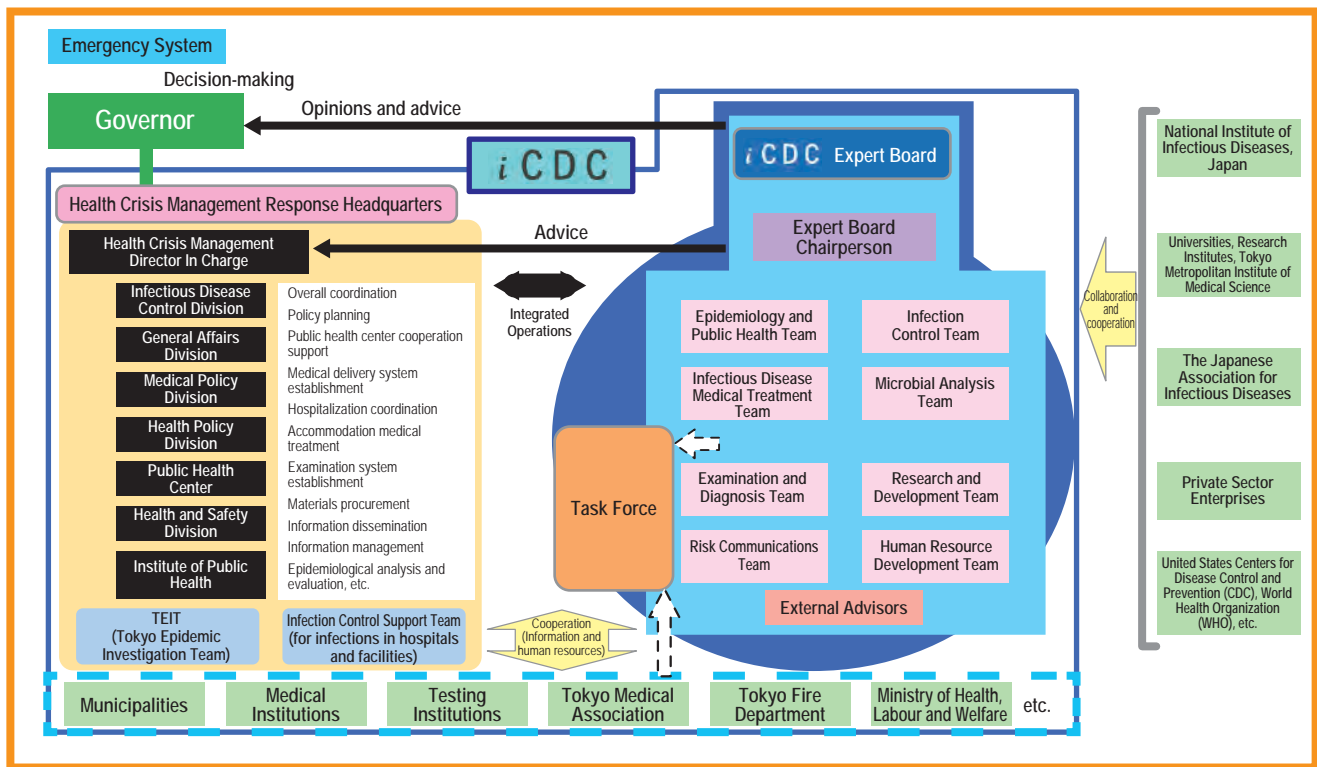 Emergency System
Decision-making
Governor
Opinions and advice
iCDC
iCDC Expert Board
Health Crisis Management Response Headquarters
Health Crisis Management
Director In Charge
Advice
Expert Board
Chairperson
Infectious Disease
Control Division
General Affairs
Division
Medical Policy
Division
Health Policy
Division
Public Health
Center
Health and Safety
Division
Institute of Public
Health
Overall coordination
Policy planning
Public health center cooperation
support
Medical delivery system
establishment
Hospitalization coordination
Accommodation medical
treatment
Examination system
establishment
Materials procurement
Information dissemination
Information management
Epidemiological analysis and
evaluation, etc.
Integrated
Operations
TEIT
(Tokyo Epidemic
Investigation Team)
Infection Control Support Team
(for infections in hospitals
and facilities)
Cooperation
(Information and
human resources)
Task Force
Epidemiology and
Public Health Team
Infection
Control Team
Infectious Disease
Medical Treatment
Team
Microbial Analysis
Team
Examination and
Diagnosis Team
Research and
Development Team
Risk Communications
Team
Human Resource
Development Team
External Advisors
Collaboration
and
cooperation
National Institute of
Infectious Diseases,
Japan
Universities, Research
Institutes, Tokyo
Metropolitan Institute of
Medical Science
The Japanese
Association for
Infectious Diseases
Private Sector
Enterprises
United States Centers for
Disease Control and
Prevention (CDC), World
Health Organization
(WHO), etc.
Municipalities
Medical
Institutions
Testing
Institutions
Tokyo Medical
Association
Tokyo Fire
Department
Ministry of Health,
Labour and Welfare
etc.